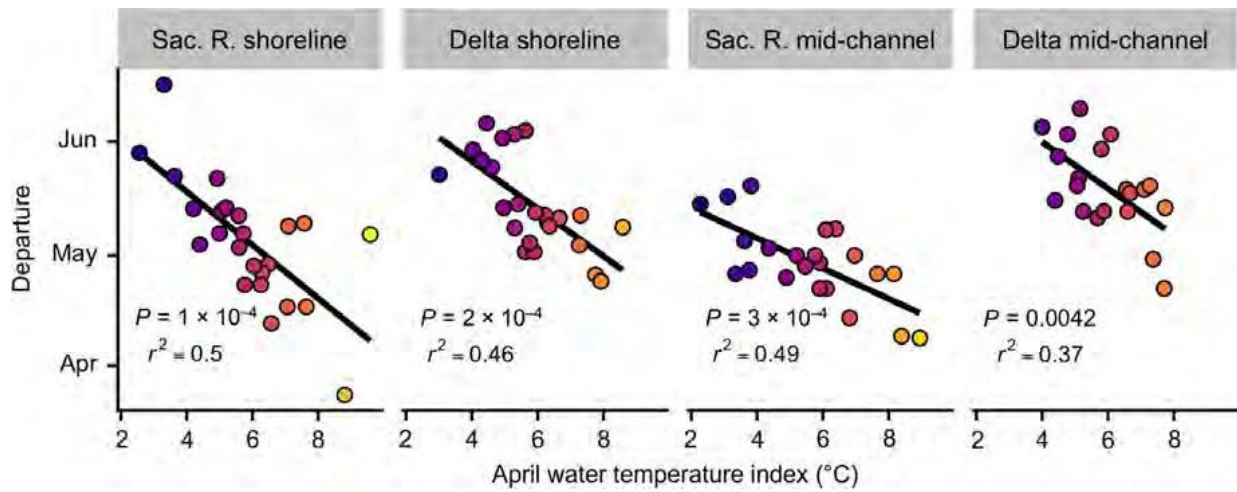 Sac. R. shoreline
Delta shoreline
Sac. R. mid-channel
Delta mid-channel
Departure
Jun
May
Apr
P = 1 × 10⁻⁴
r² = 0.5
P = 2 × 10⁻⁴
r² = 0.46
P = 3 × 10⁻⁴
r² = 0.49
P = 0.0042
r² = 0.37
2 4 6 8
2 4 6 8
2 4 6 8
4 6 8
April water temperature index (°C)